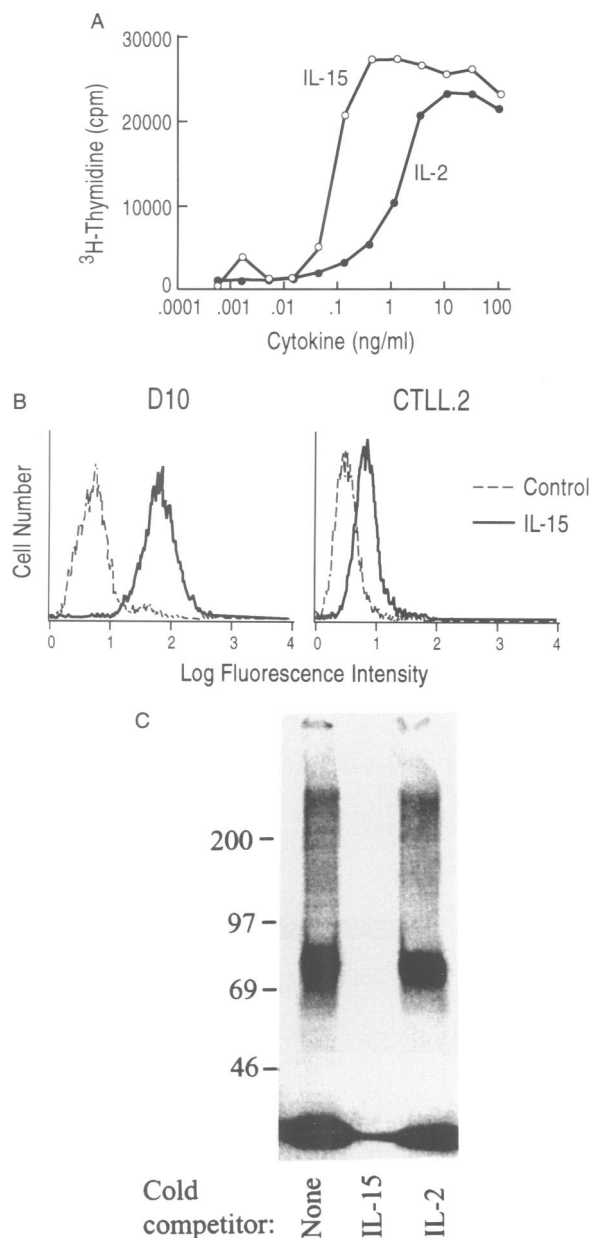 A
30000
20000
10000
0
³H-Thymidine (cpm)
IL-15
IL-2
.0001 .001 .01 .1 1 10 100
Cytokine (ng/ml)
B
D10 CTLL.2
Cell Number
Control
IL-15
0 1 2 3 4 0 1 2 3 4
Log Fluorescence Intensity
C
200
97
69
46
Cold
competitor:
None
IL-15
IL-2